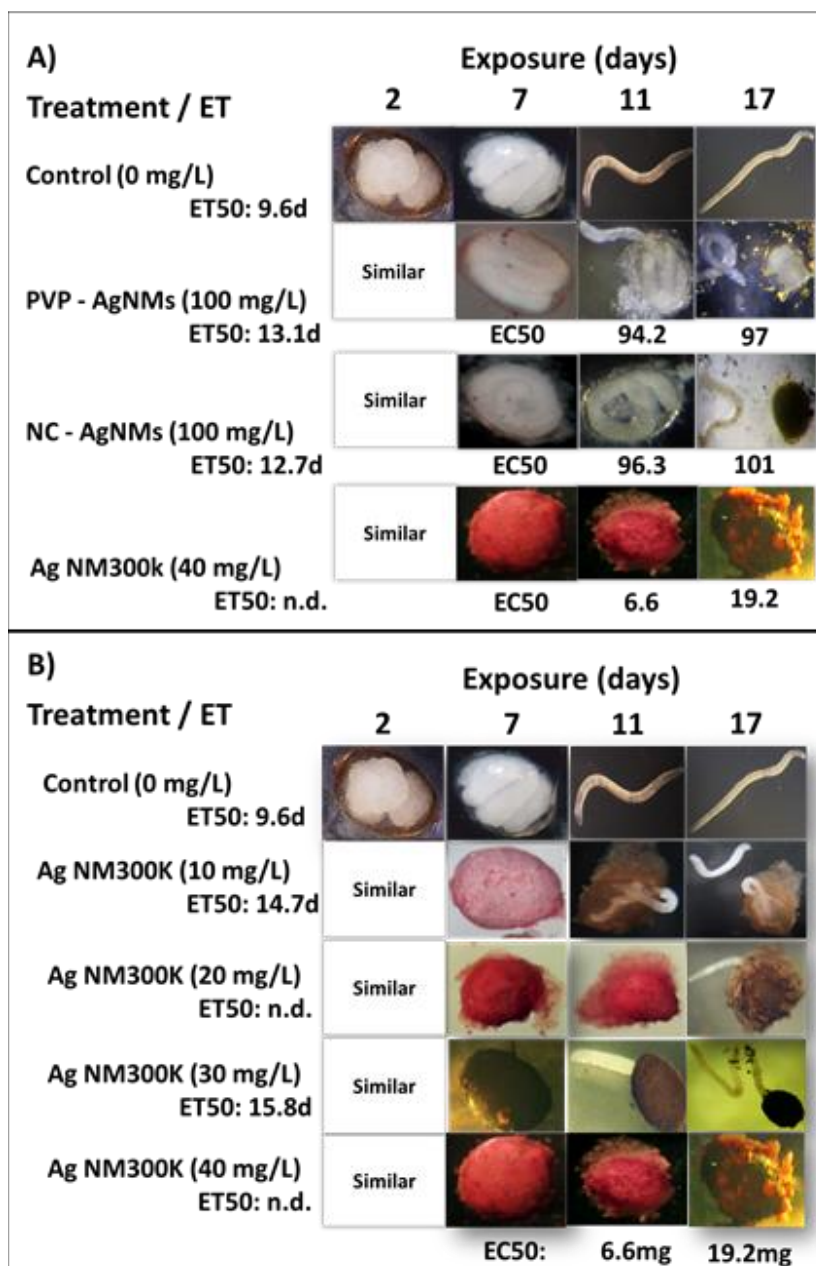 A)
Exposure (days)
Treatment / ET
2 7 11 17
Control (0 mg/L)
ET50: 9.6d
Similar
PVP - AgNMs (100 mg/L)
ET50: 13.1d
EC50 94.2 97
Similar
NC - AgNMs (100 mg/L)
ET50: 12.7d
EC50 96.3 101
Similar
Ag NM300k (40 mg/L)
ET50: n.d.
EC50 6.6 19.2
B)
Exposure (days)
Treatment / ET
2 7 11 17
Control (0 mg/L)
ET50: 9.6d
Ag NM300K (10 mg/L)
ET50: 14.7d
Similar
Ag NM300K (20 mg/L)
ET50: n.d.
Similar
Ag NM300K (30 mg/L)
ET50: 15.8d
Similar
Ag NM300K (40 mg/L)
ET50: n.d.
Similar
EC50: 6.6mg 19.2mg